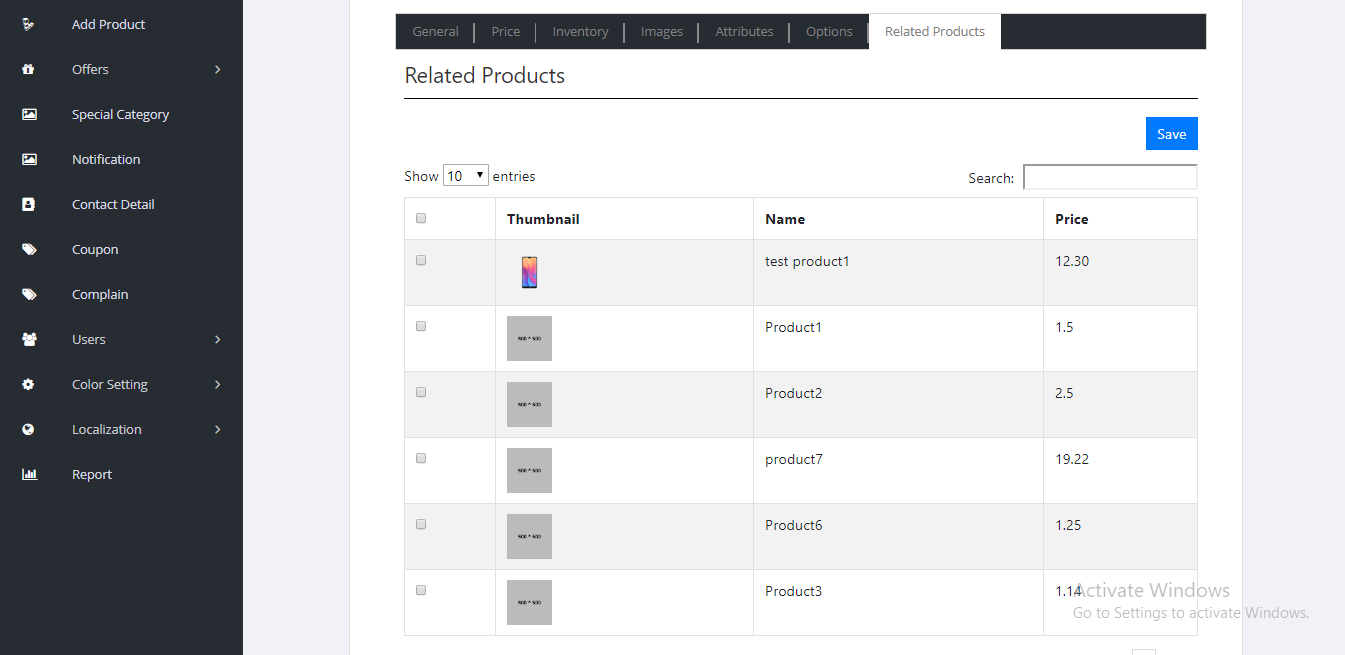 Add Product
Offers
Special Category
Notification
Contact Detail
Coupon
Complain
Users
Color Setting
Localization
Report
General Price Inventory Images Attributes Options Related Products
Related Products
Save
Show 10 entries Search:
Thumbnail Name Price
test product1 12.30
500 * 500 Product1 1.5
500 * 500 Product2 2.5
500 * 500 product7 19.22
500 * 500 Product6 1.25
500 * 500 Product3 1.14
Activate Windows
Go to Settings to activate Windows.